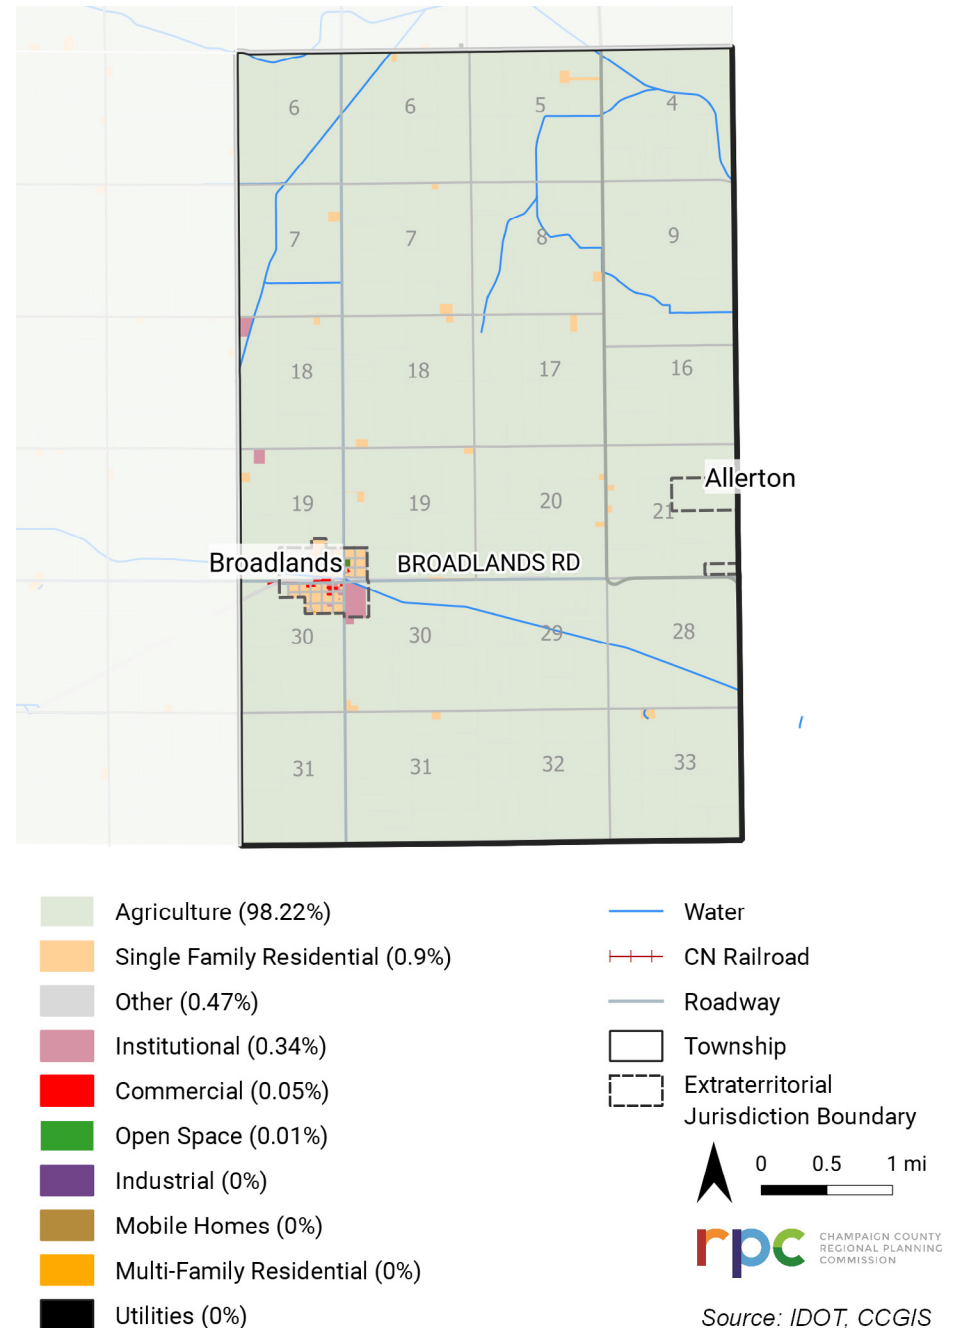 6
6
5
4
7
7
8
9
18
18
17
16
19
19
20
21
Allerton
Broadlands
BROADLANDS RD
30
30
29
28
31
31
32
33
Agriculture (98.22%)
Single Family Residential (0.9%)
Other (0.47%)
Institutional (0.34%)
Commercial (0.05%)
Open Space (0.01%)
Industrial (0%)
Mobile Homes (0%)
Multi-Family Residential (0%)
Utilities (0%)
Water
CN Railroad
Roadway
Township
Extraterritorial
Jurisdiction Boundary
0 0.5 1 mi
rpc
CHAMPAIGN COUNTY
REGIONAL PLANNING
COMMISSION
Source: IDOT, CCGIS